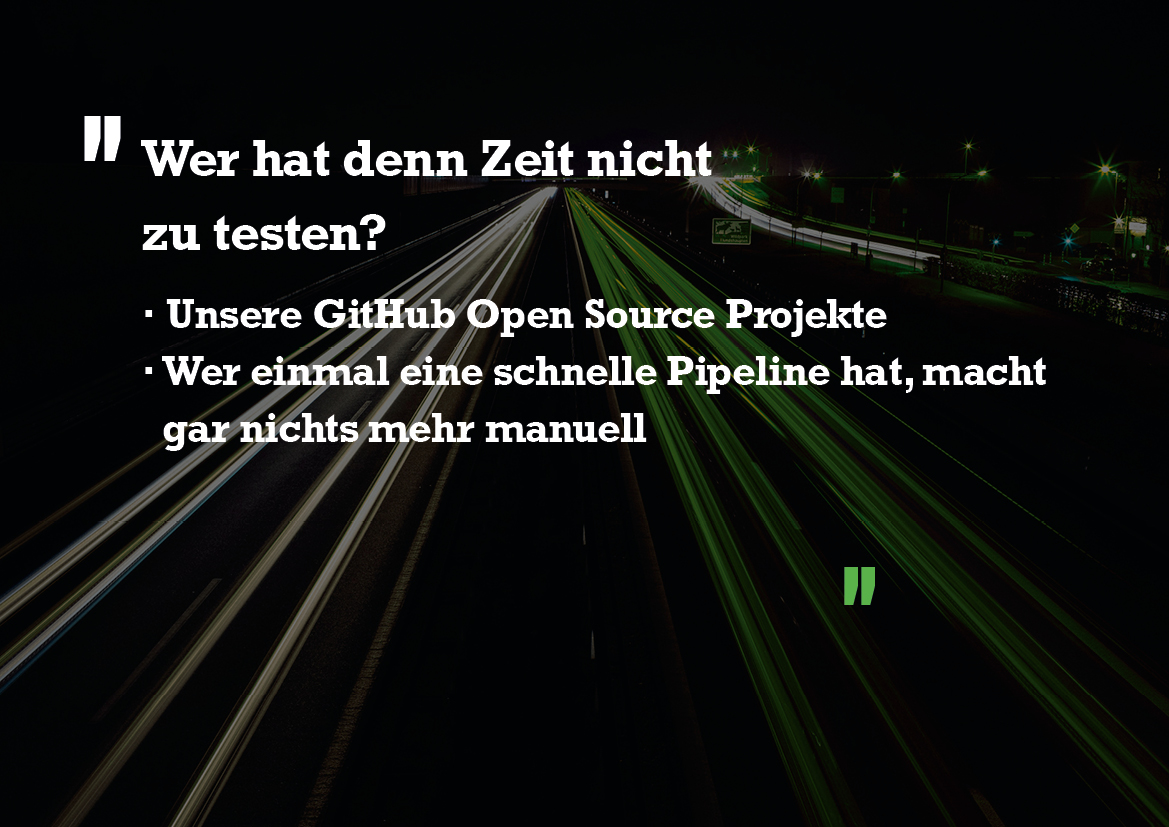 "Wer hat denn Zeit nicht
zu testen?
· Unsere GitHub Open Source Projekte
· Wer einmal eine schnelle Pipeline hat, macht
gar nichts mehr manuell
"